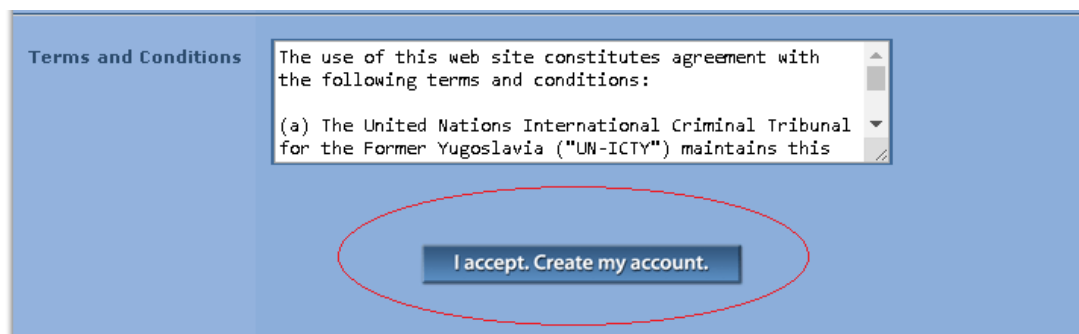 Terms and Conditions
The use of this web site constitutes agreement with
the following terms and conditions:
(a) The United Nations International Criminal Tribunal
for the Former Yugoslavia ("UN-ICTY") maintains this
I accept. Create my account.